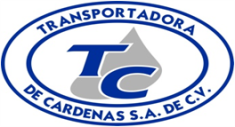 TRANSPORTADORA
TC
DE CARDENAS S.A. DE C.V.